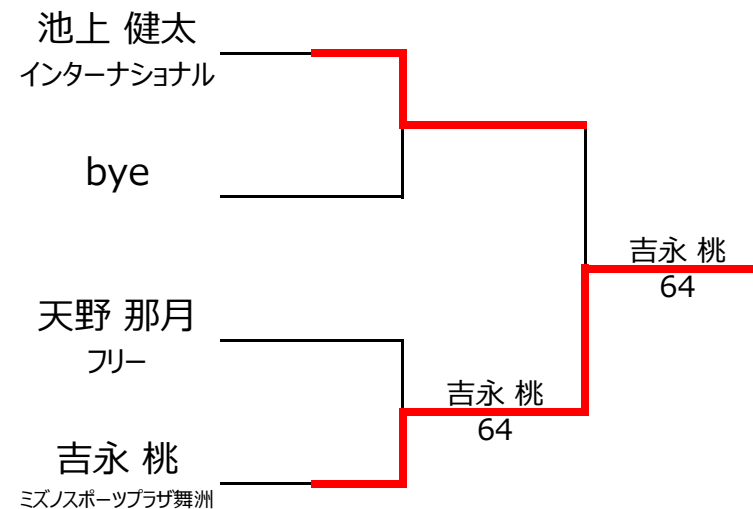 池上 健太
インターナショナル
bye
吉永 桃
64
天野 那月
フリー
吉永 桃
64
吉永 桃
ミズノスポーツプラザ舞洲